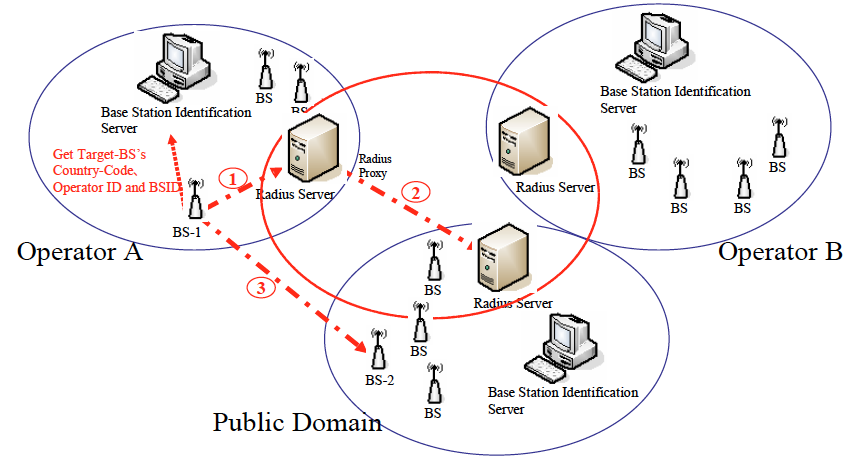 Base Station Identification
Server
BS
BS
Get Target-BS's
Country-Code、
Operator ID and BSID
1
Radius Server
Radius
Proxy
2
BS-1
Operator A
3
Base Station Identification
Server
BS
BS
BS
BS
Radius Server
Operator B
BS
Radius Server
BS
BS-2
BS
Base Station Identification
Server
Public Domain